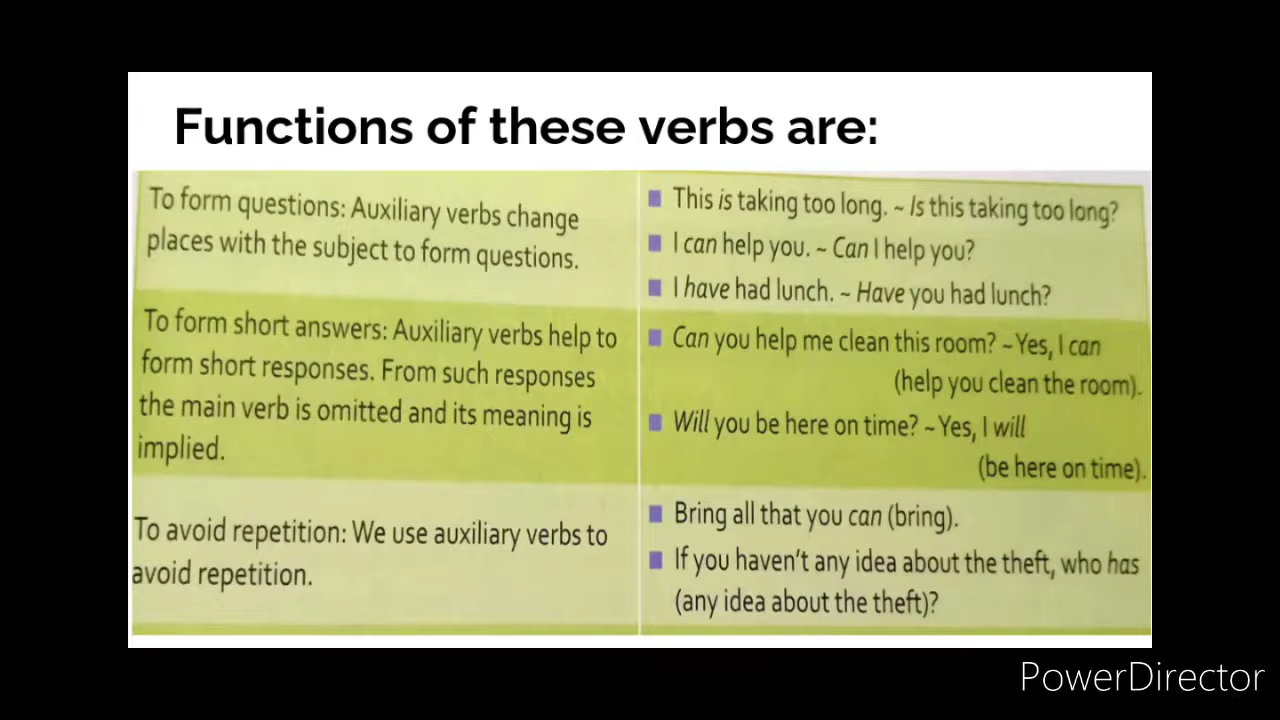 Functions of these verbs are:
To form questions: Auxiliary verbs change
places with the subject to form questions.
This is taking too long. ~ Is this taking too long?
I can help you. ~ Can I help you?
I have had lunch. ~ Have you had lunch?
To form short answers: Auxiliary verbs help to
form short responses. From such responses
the main verb is omitted and its meaning is
implied.
Can you help me clean this room? ~ Yes, I can
(help you clean the room).
Will you be here on time? ~ Yes, I will
(be here on time).
To avoid repetition: We use auxiliary verbs to
avoid repetition.
Bring all that you can (bring).
If you haven't any idea about the theft, who has
(any idea about the theft)?
PowerDirector